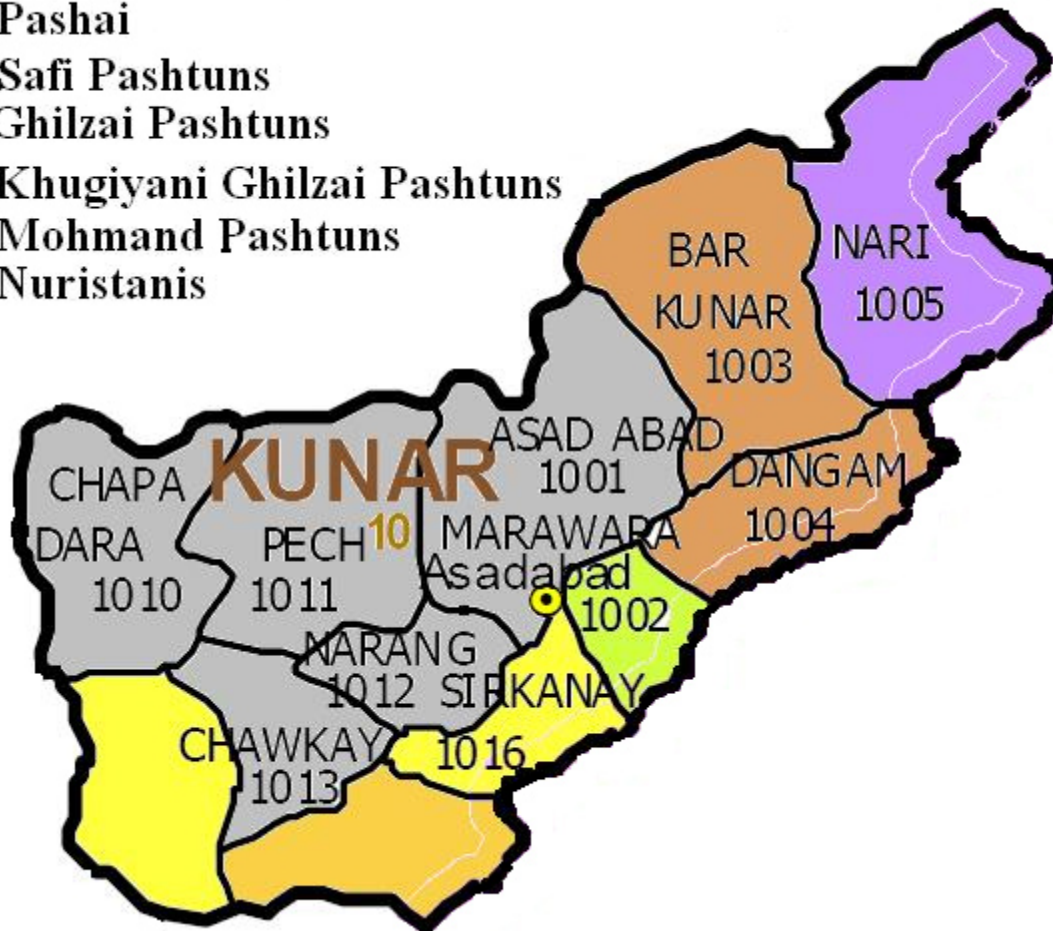 Pashai
Safi Pashtuns
Ghilzai Pashtuns
Khugiyani Ghilzai Pashtuns
Mohmand Pashtuns
Nuristanis
BAR
KUNAR
1003
NARI
1005
ASAD ABAD
1001
KUNAR
10
CHAPA
DARA
1010
PECH
1011
DANGAM
1004
MARAWARA
1002
Asadabad
NARANG
1012
SIRKANAY
1016
CHAWKAY
1013